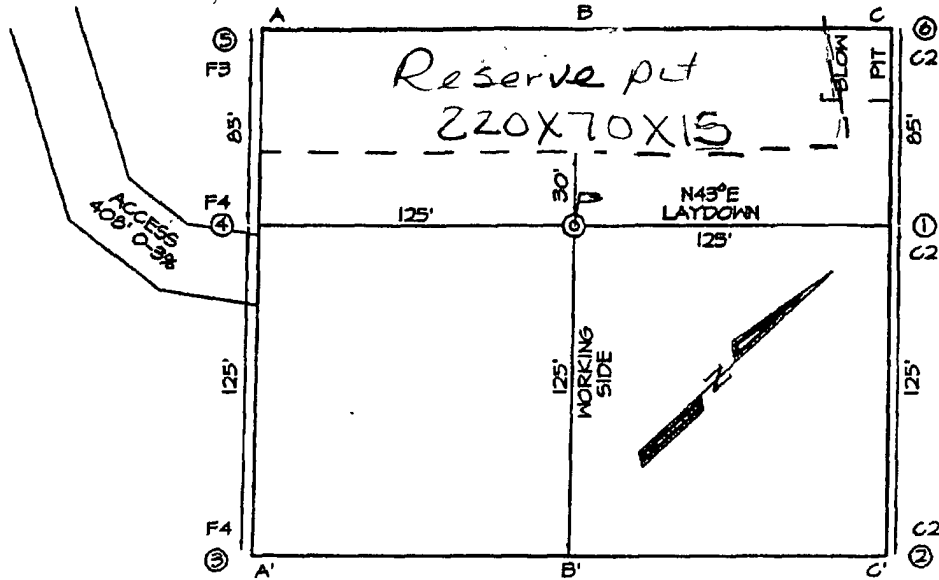 A B C
⑤ ⑥
F3 C2
Reserve pit
BLOW PIT
220X70X15
85' 85'
30'
F4 N43°E
④ 125' LAYDOWN ①
125' C2
ACCESS
408' 0-3%
125' 125' WORKING SIDE N 125'
F4 C2
③ ②
A' B' C'